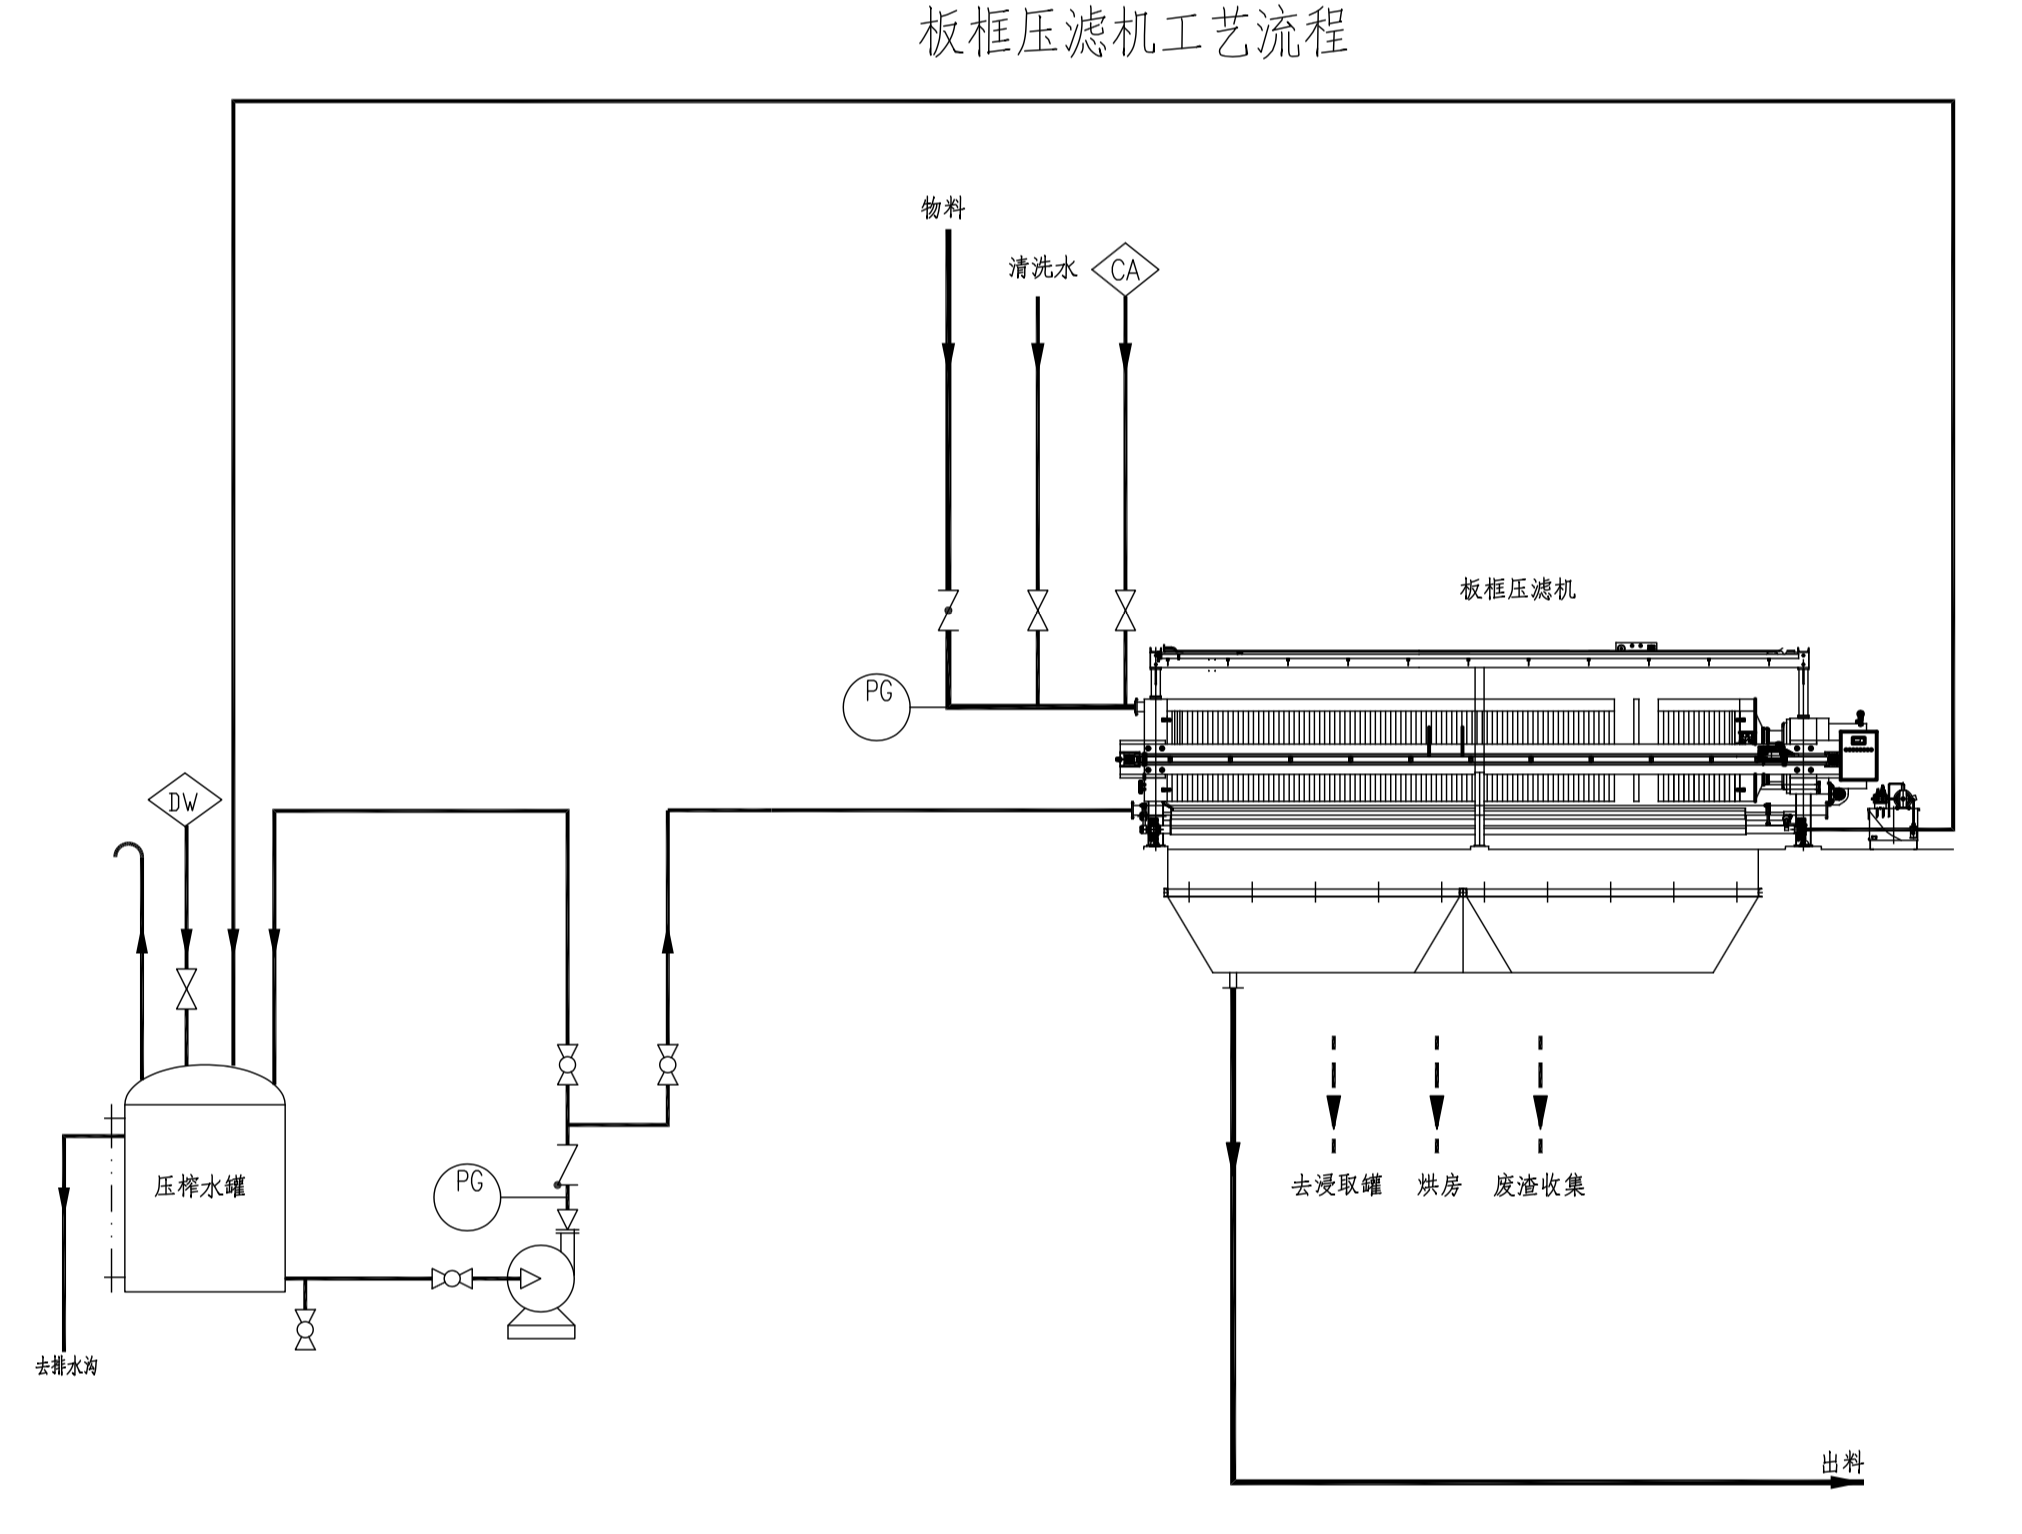 板框压滤机工艺流程
物料
清洗水
CA
板框压滤机
PG
DW
压榨水罐
PG
去浸取罐
烘房
废渣收集
去排水沟
出料